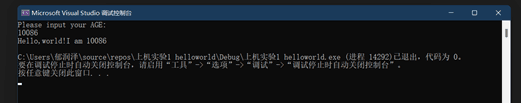 Microsoft Visual Studio 调试控制台
Please input your AGE:
10086
Hello,world!I am 10086
C:\Users\郁润泽\source\repos\上机实验1 helloworld\Debug\上机实验1 helloworld.exe (进程 14292)已退出，代码为 0。
要在调试停止时自动关闭控制台，请启用“工具”->“选项”->“调试”->“调试停止时自动关闭控制台”。
按任意键关闭此窗口. . .